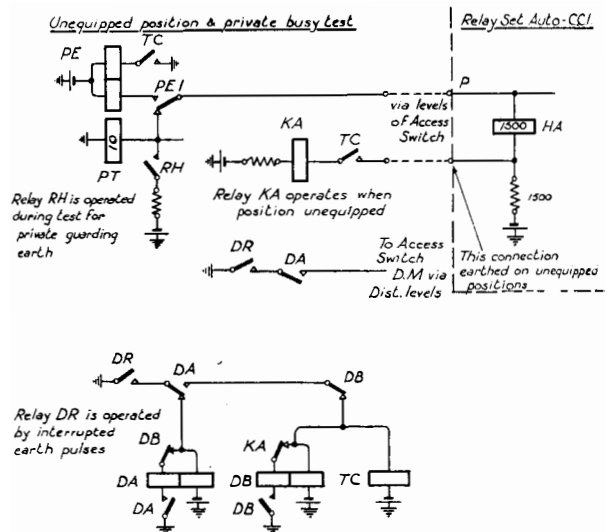 Unequipped position & private busy test
Relay Set Auto-CCI.
PE
TC
PE I
P
via levels
of Access
Switch
KA
TC
1500
HA
10
PT
RH
Relay RH is operated
during test for
private guarding
earth
Relay KA operates when
position unequipped
1500
DR
DA
To Access
Switch
D.M via
Dist. levels
This connection
earthed on unequipped
positions
DR
DA
DB
Relay DR is operated
by interrupted
earth pulses
DB
KA
DA
DB
TC
DA
DB